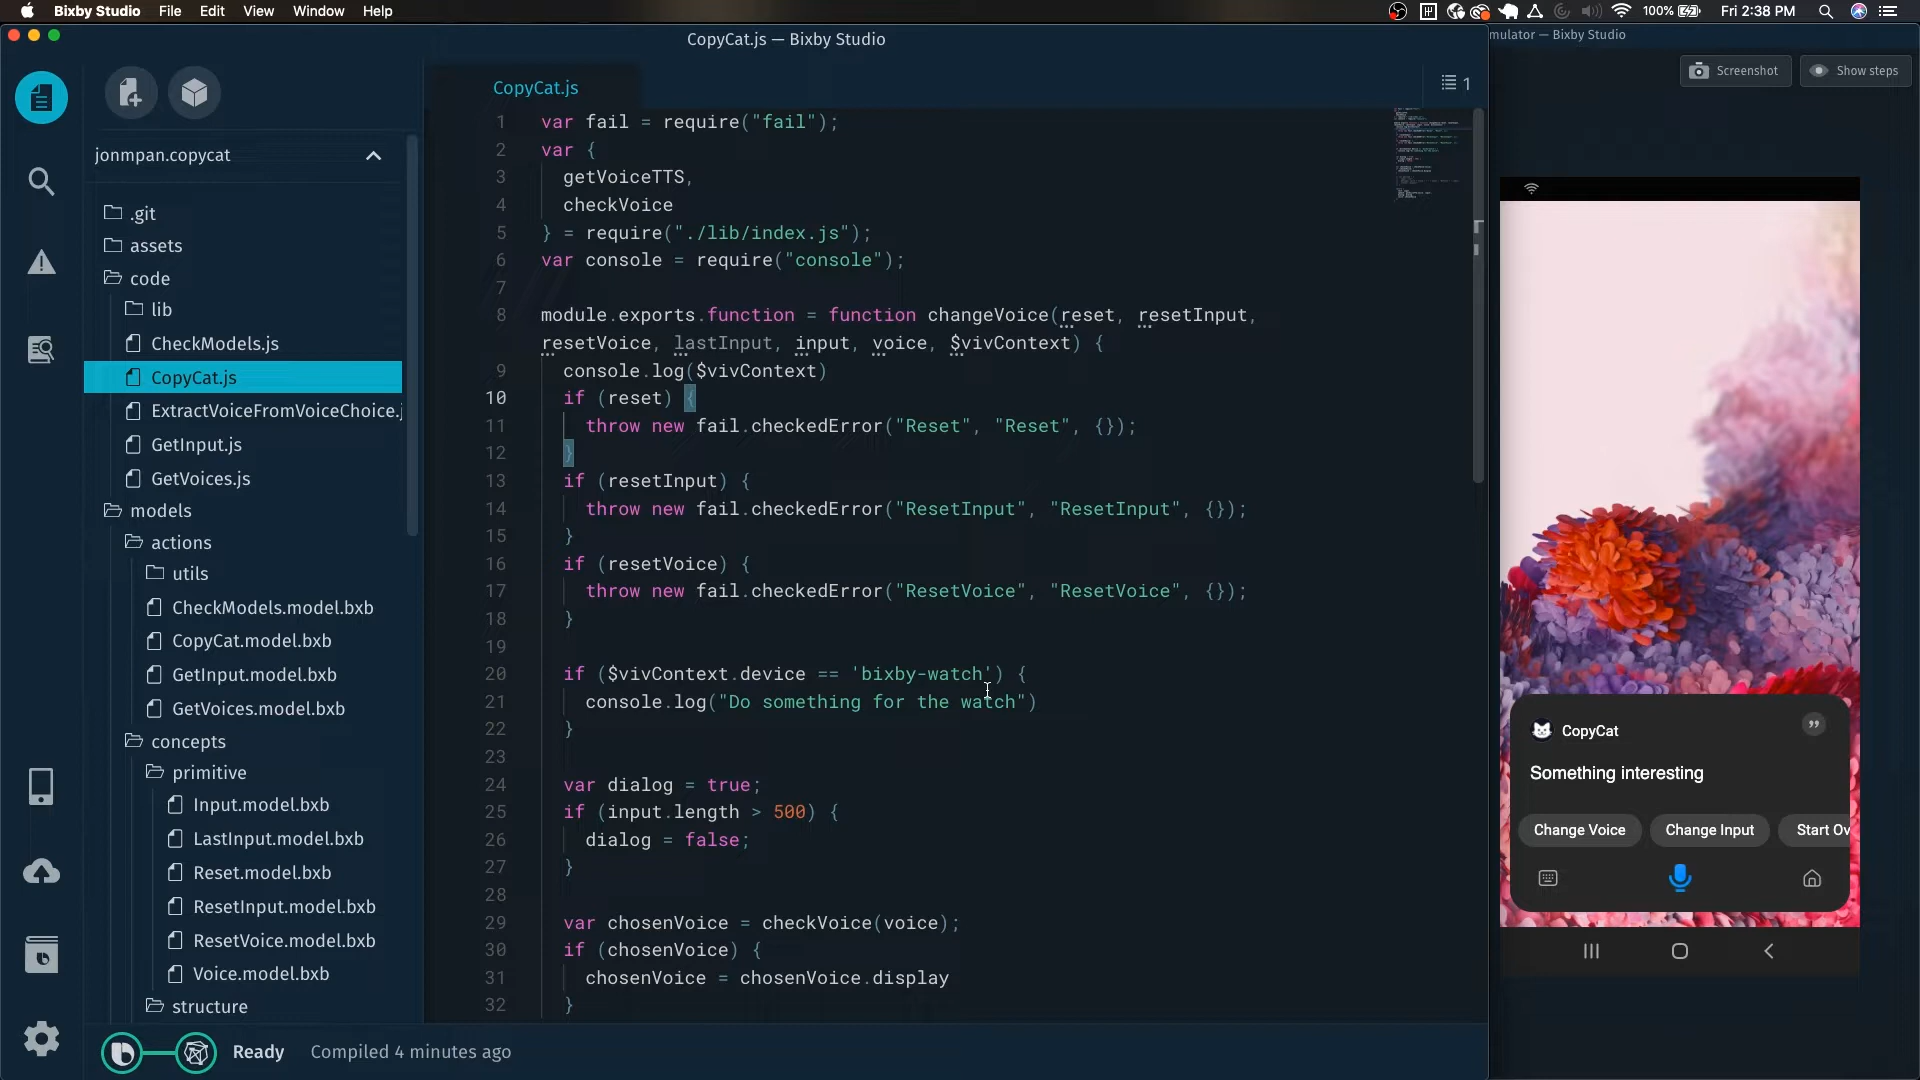 Bixby Studio File Edit View Window Help
100% Fri 2:38 PM
CopyCat.js — Bixby Studio
mulator — Bixby Studio
Screenshot Show steps
CopyCat.js
1
jonmpan.copycat
.git
assets
code
lib
CheckModels.js
CopyCat.js
ExtractVoiceFromVoiceChoice.j
GetInput.js
GetVoices.js
models
actions
utils
CheckModels.model.bxb
CopyCat.model.bxb
GetInput.model.bxb
GetVoices.model.bxb
concepts
primitive
Input.model.bxb
LastInput.model.bxb
Reset.model.bxb
ResetInput.model.bxb
ResetVoice.model.bxb
Voice.model.bxb
structure
1 var fail = require("fail");
2 var {
3 getVoiceTTS,
4 checkVoice
5 } = require("./lib/index.js");
6 var console = require("console");
7
8 module.exports.function = function changeVoice(reset, resetInput,
resetVoice, lastInput, input, voice, $vivContext) {
9 console.log($vivContext)
10 if (reset) {
11 throw new fail.checkedError("Reset", "Reset", {});
12 }
13 if (resetInput) {
14 throw new fail.checkedError("ResetInput", "ResetInput", {});
15 }
16 if (resetVoice) {
17 throw new fail.checkedError("ResetVoice", "ResetVoice", {});
18 }
19
20 if ($vivContext.device == 'bixby-watch') {
21 console.log("Do something for the watch")
22 }
23
24 var dialog = true;
25 if (input.length > 500) {
26 dialog = false;
27 }
28
29 var chosenVoice = checkVoice(voice);
30 if (chosenVoice) {
31 chosenVoice = chosenVoice.display
32 }
CopyCat
Something interesting
Change Voice Change Input Start Ov
Ready Compiled 4 minutes ago